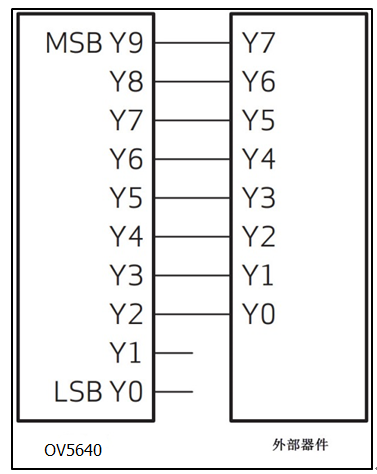 MSB Y9 Y7
Y8 Y6
Y7 Y5
Y6 Y4
Y5 Y3
Y4 Y2
Y3 Y1
Y2 Y0
Y1
LSB Y0
OV5640 外部器件